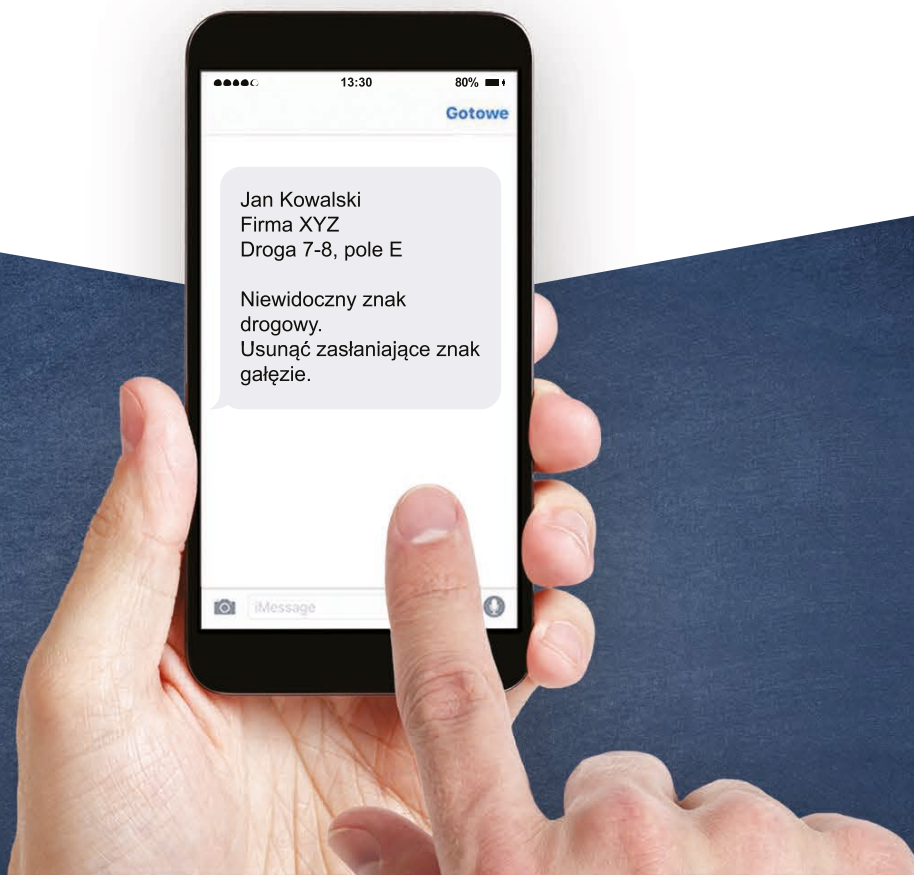 13:30
80%
Gotowe
Jan Kowalski
Firma XYZ
Droga 7-8, pole E
Niewidoczny znak
drogowy.
Usunąć zasłaniające znak
gałęzie.
iMessage